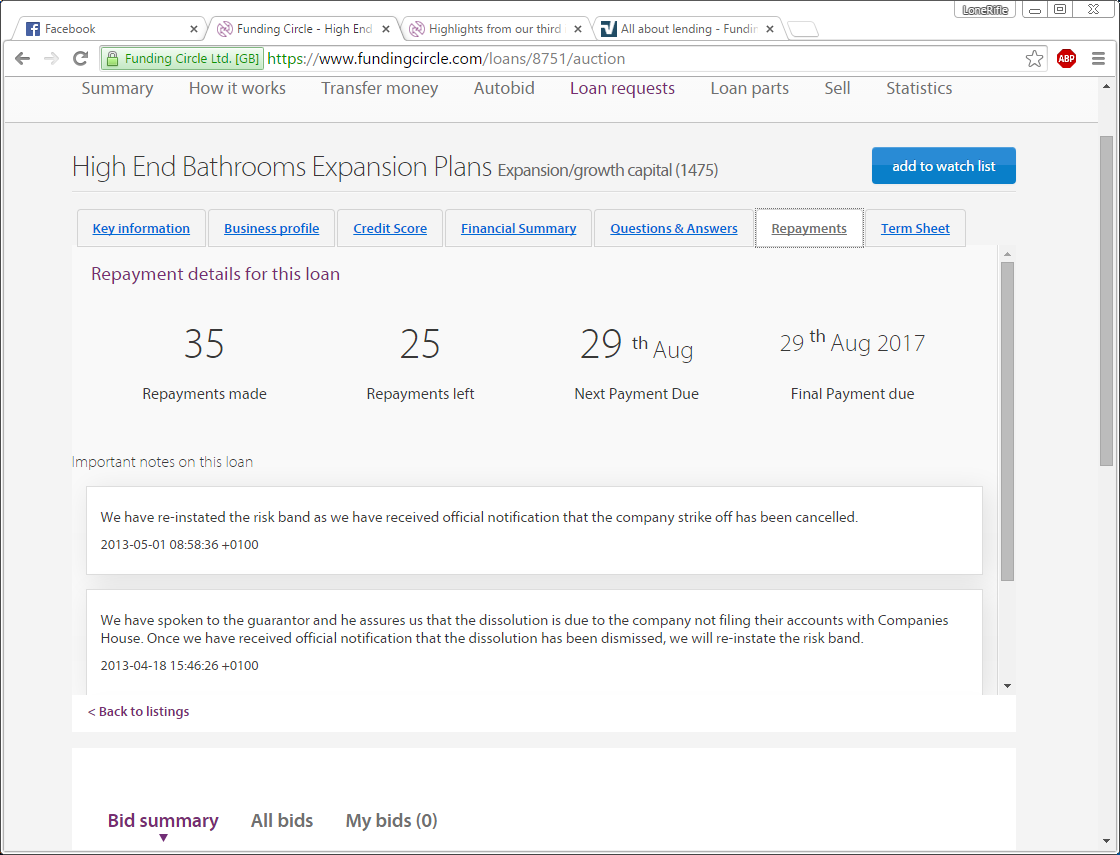 LoneRifle
Facebook
Funding Circle - High End
Highlights from our third
All about lending - Fundin
Funding Circle Ltd. [GB] https://www.fundingcircle.com/loans/8751/auction
ABP
Summary How it works Transfer money Autobid Loan requests Loan parts Sell Statistics
High End Bathrooms Expansion Plans Expansion/growth capital (1475)
add to watch list
Key information Business profile Credit Score Financial Summary Questions & Answers Repayments Term Sheet
Repayment details for this loan
35 25 29 th Aug 29 th Aug 2017
Repayments made Repayments left Next Payment Due Final Payment due
Important notes on this loan
We have re-instated the risk band as we have received official notification that the company strike off has been cancelled.
2013-05-01 08:58:36 +0100
We have spoken to the guarantor and he assures us that the dissolution is due to the company not filing their accounts with Companies
House. Once we have received official notification that the dissolution has been dismissed, we will re-instate the risk band.
2013-04-18 15:46:26 +0100
< Back to listings
Bid summary All bids My bids (0)